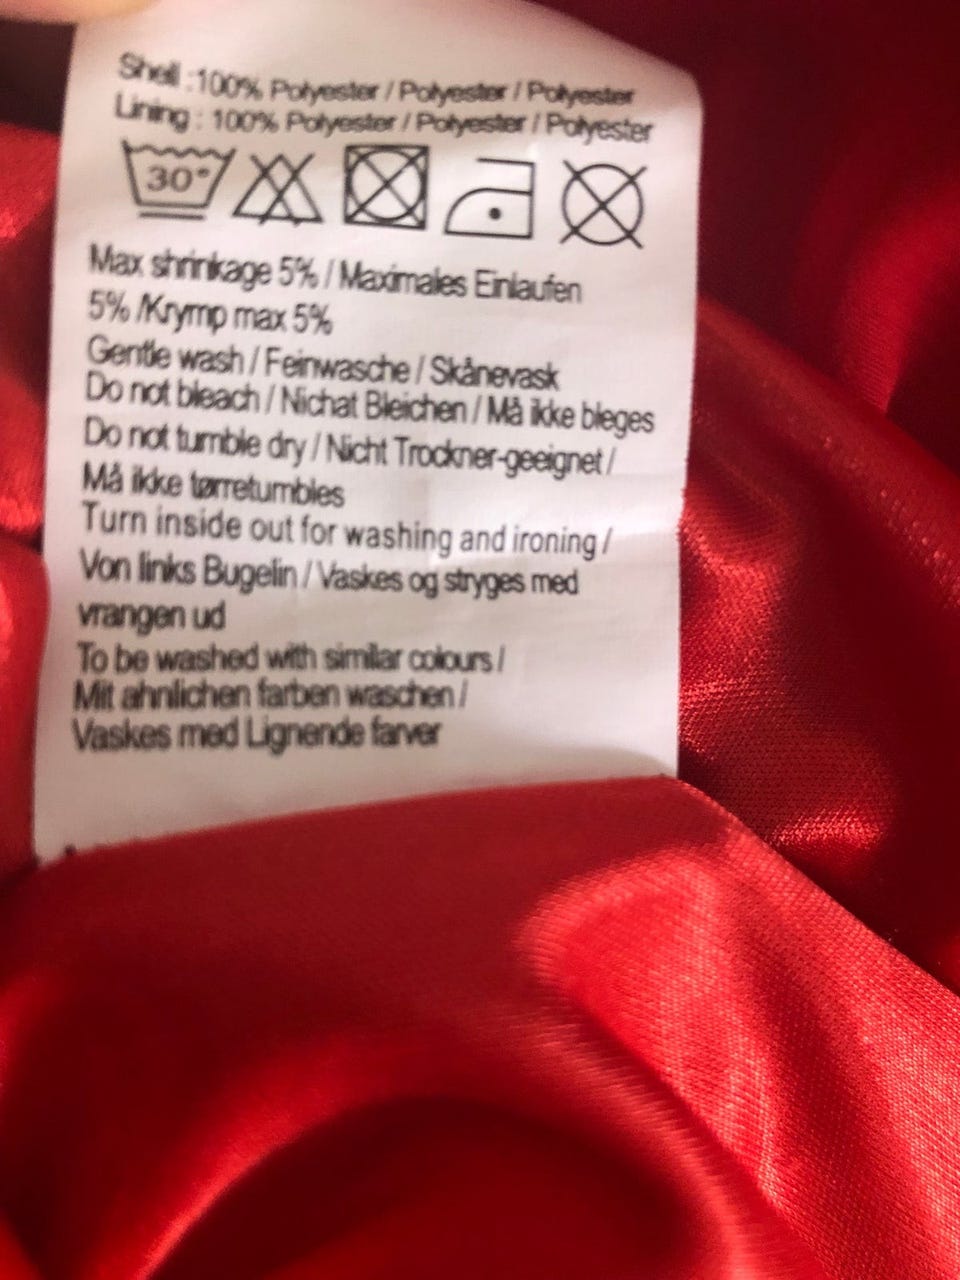 Shell :100% Polyester / Polyester / Polyester
Lining : 100% Polyester / Polyester / Polyester
30°
Max shrinkage 5% / Maximales Einlaufen
5% /Krymp max 5%
Gentle wash / Feinwasche / Skånevask
Do not bleach / Nichat Bleichen / Må ikke bleges
Do not tumble dry / Nicht Trockner-geeignet /
Må ikke tørretumbles
Turn inside out for washing and ironing /
Von links Bugelin / Vaskes og stryges med
vrangen ud
To be washed with similar colours /
Mit ahnlichen farben waschen /
Vaskes med Lignende farver